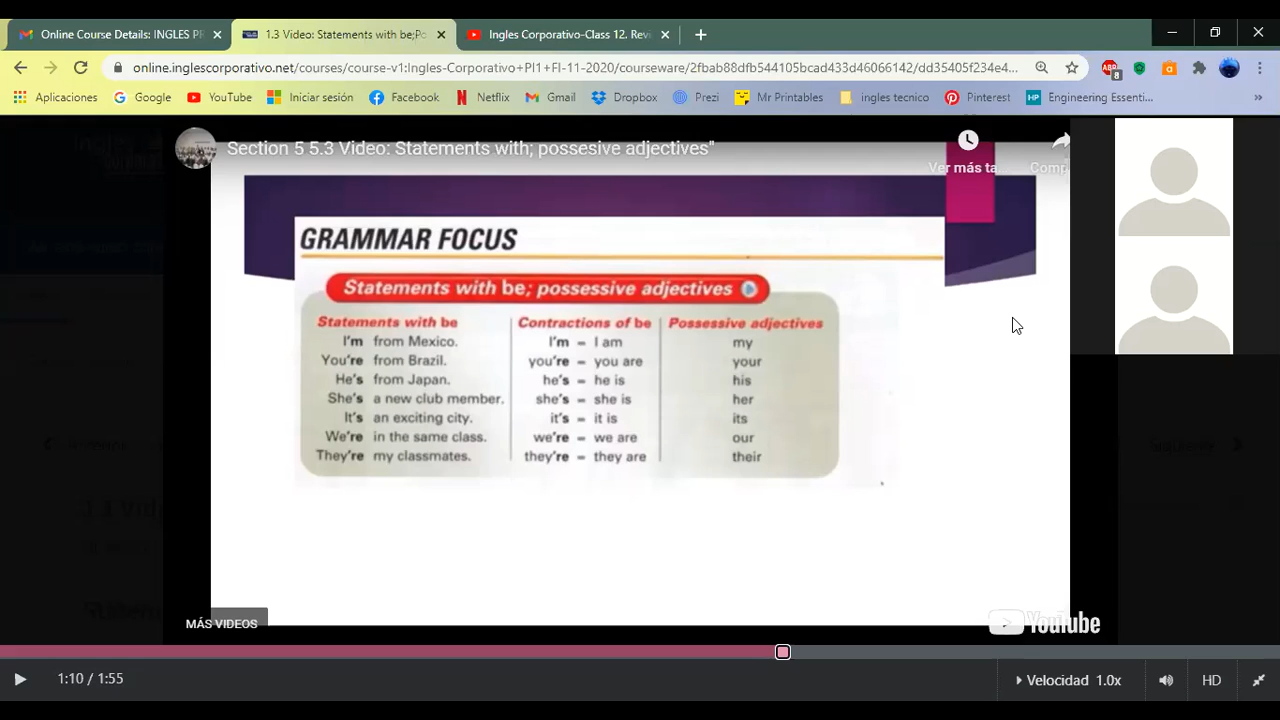 Online Course Details: INGLES PR
1.3 Video: Statements with be;Po
Ingles Corporativo-Class 12. Rev
online.inglescorporativo.net/courses/course-v1:Ingles-Corporativo+PI1+FI-11-2020/courseware/2fbab88dfb544105bcad433d46066142/dd35405f234e4...
ABP
8
Aplicaciones Google YouTube Iniciar sesión Facebook Netflix Gmail Dropbox Prezi Mr Printables ingles tecnico Pinterest HP Engineering Essenti... »
Section 5 5.3 Video: Statements with; possesive adjectives"
Ver más ta...
Comp
GRAMMAR FOCUS
Statements with be; possessive adjectives
Statements with be Contractions of be Possessive adjectives
I'm from Mexico. I'm = I am my
You're from Brazil. you're = you are your
He's from Japan. he's = he is his
She's a new club member. she's = she is her
It's an exciting city. it's = it is its
We're in the same class. we're = we are our
They're my classmates. they're = they are their
1.3 Vid
MÁS VIDEOS
YouTube
1:10 / 1:55
Velocidad 1.0x
HD